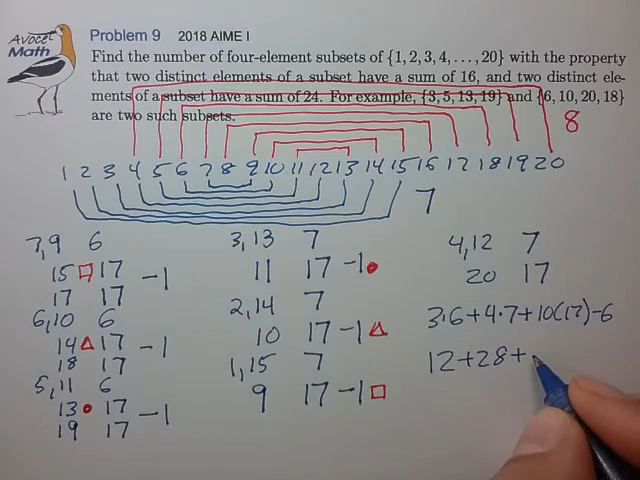 Avocet Math
Problem 9 2018 AIME I
Find the number of four-element subsets of {1, 2, 3, 4, . . . , 20} with the property
that two distinct elements of a subset have a sum of 16, and two distinct ele-
ments of a subset have a sum of 24. For example, {3, 5, 13, 19} and {6, 10, 20, 18}
are two such subsets.
8
1 2 3 4 5 6 7 8 9 10 11 12 13 14 15 16 17 18 19 20
7
7,9 6
15 17 -1
17 17
6,10 6
14 17 -1
18 17
5,11 6
13 17 -1
19 17
3,13 7
11 17 -1
2,14 7
10 17 -1
1,15 7
9 17 -1
4,12 7
20 17
3·6+4·7+10(17)-6
12+28+